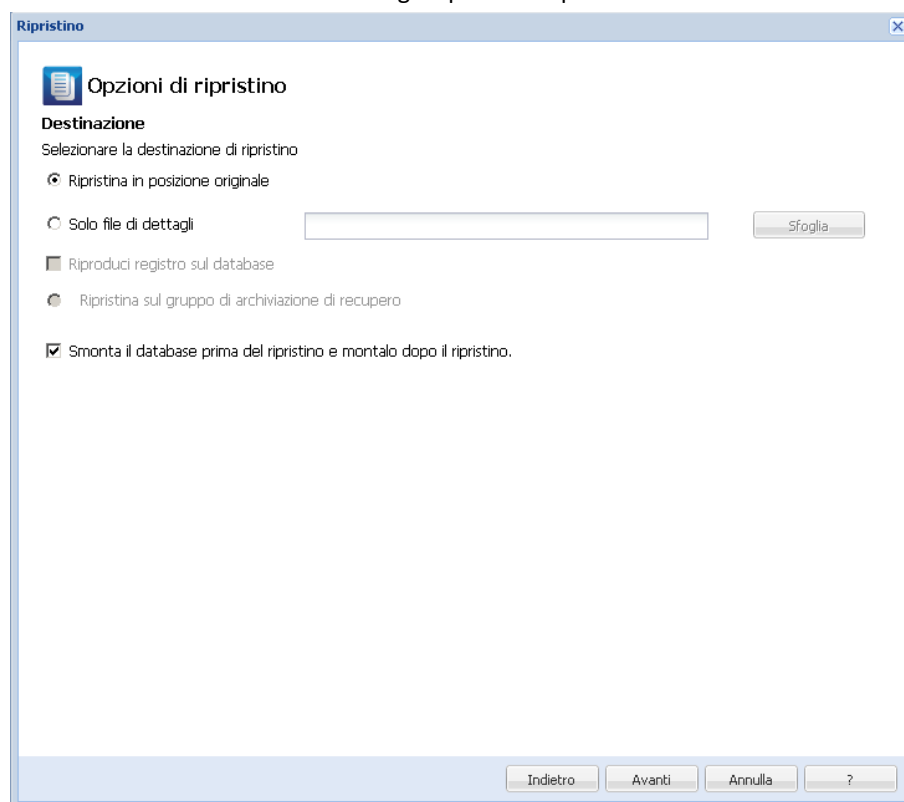 Ripristino
Opzioni di ripristino
Destinazione
Selezionare la destinazione di ripristino
Ripristina in posizione originale
Solo file di dettagli
Sfoglia
Riproduci registro sul database
Ripristina sul gruppo di archiviazione di recupero
Smonta il database prima del ripristino e montalo dopo il ripristino.
Indietro Avanti Annulla ?